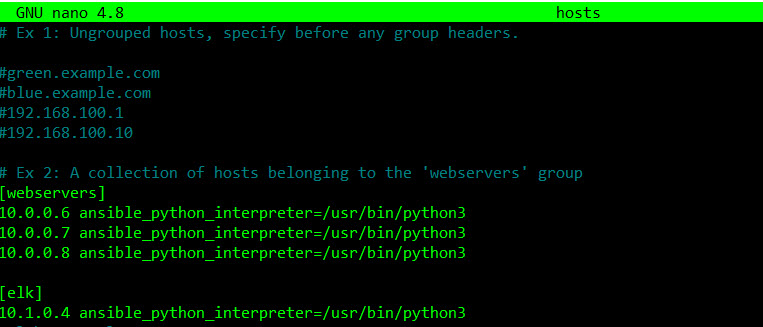 GNU nano 4.8 hosts
# Ex 1: Ungrouped hosts, specify before any group headers.
#green.example.com
#blue.example.com
#192.168.100.1
#192.168.100.10
# Ex 2: A collection of hosts belonging to the 'webservers' group
[webservers]
10.0.0.6 ansible_python_interpreter=/usr/bin/python3
10.0.0.7 ansible_python_interpreter=/usr/bin/python3
10.0.0.8 ansible_python_interpreter=/usr/bin/python3
[elk]
10.1.0.4 ansible_python_interpreter=/usr/bin/python3